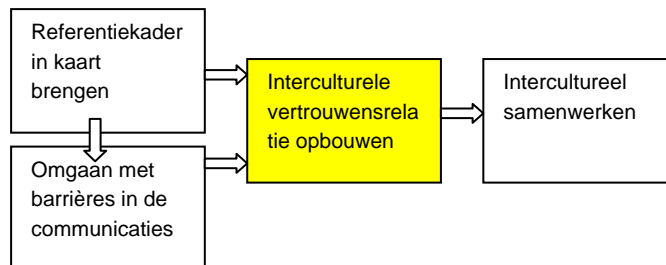 Referentiekader
in kaart
brengen
Omgaan met
barrières in de
communicaties
Interculturele
vertrouwensrela
tie opbouwen
Intercultureel
samenwerken